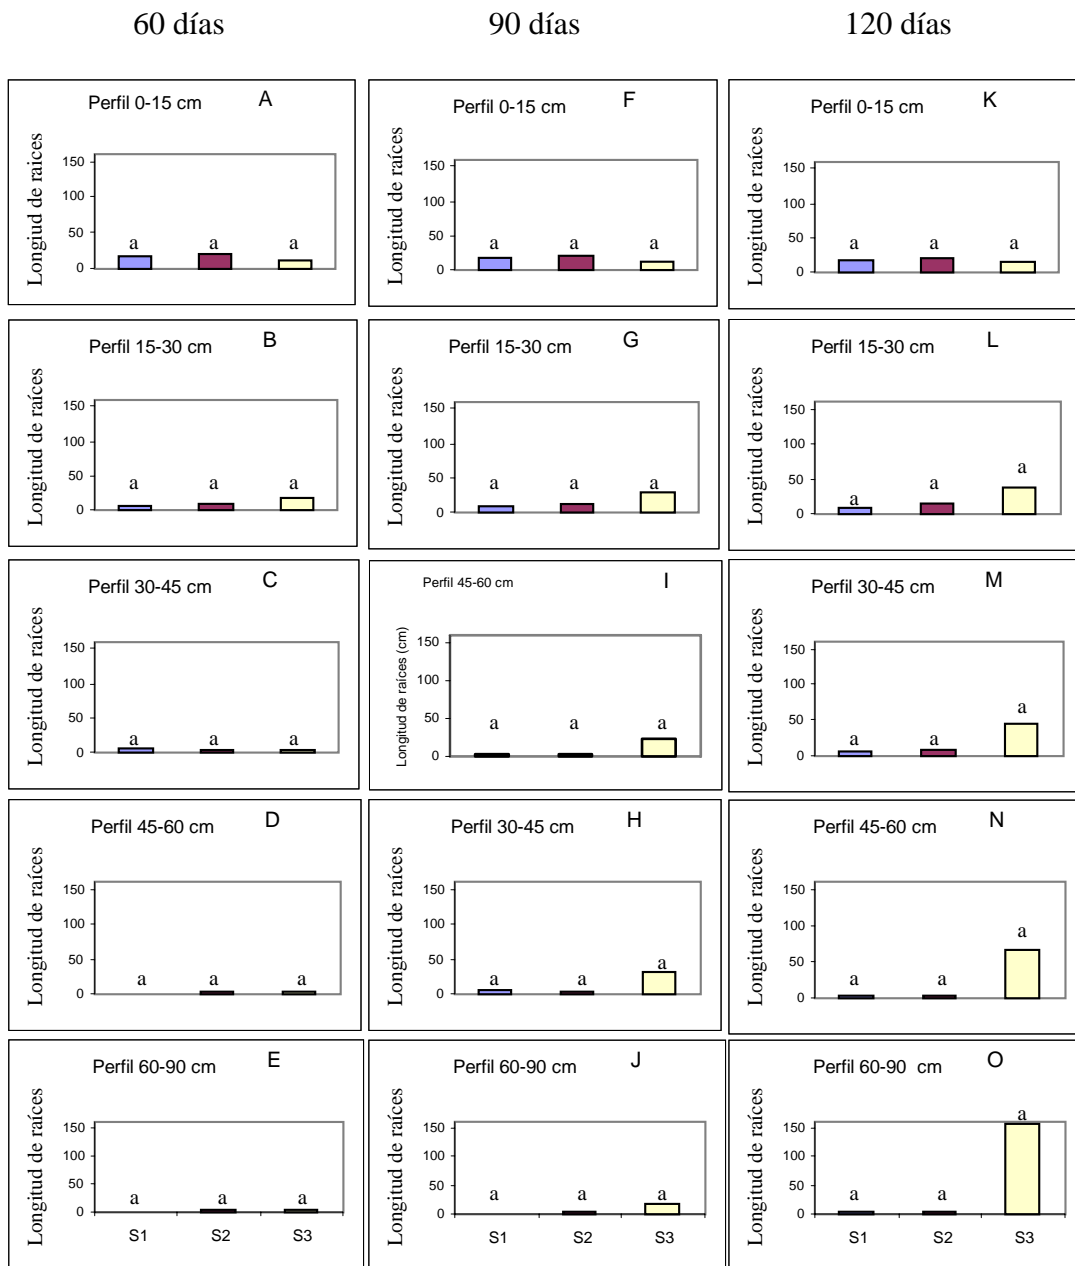 60 días
90 días
120 días
Perfil 0-15 cm A
Longitud de raices
150
100
50
0
a a a
Perfil 0-15 cm F
Longitud de raíces
150
100
50
0
a a a
Perfil 0-15 cm K
Longitud de raíces
150
100
50
0
a a a
Perfil 15-30 cm B
Longitud de raíces
150
100
50
0
a a a
Perfil 15-30 cm G
Longitud de raíces
150
100
50
0
a a a
Perfil 15-30 cm L
Longitud de raíces
150
100
50
0
a a a
Perfil 30-45 cm C
Longitud de raíces
150
100
50
0
a a a
Perfil 45-60 cm I
Longitud de raíces (cm)
150
100
50
0
a a a
Perfil 30-45 cm M
Longitud de raíces
150
100
50
0
a a a
Perfil 45-60 cm D
Longitud de raíces
150
100
50
0
a a a
Perfil 30-45 cm H
Longitud de raíces
150
100
50
0
a a a
Perfil 45-60 cm N
Longitud de raíces
150
100
50
0
a a a
Perfil 60-90 cm E
Longitud de raíces
150
100
50
0
a a a
S1 S2 S3
Perfil 60-90 cm J
Longitud de raíces
150
100
50
0
a a a
S1 S2 S3
Perfil 60-90 cm O
Longitud de raíces
150
100
50
0
a a a
S1 S2 S3